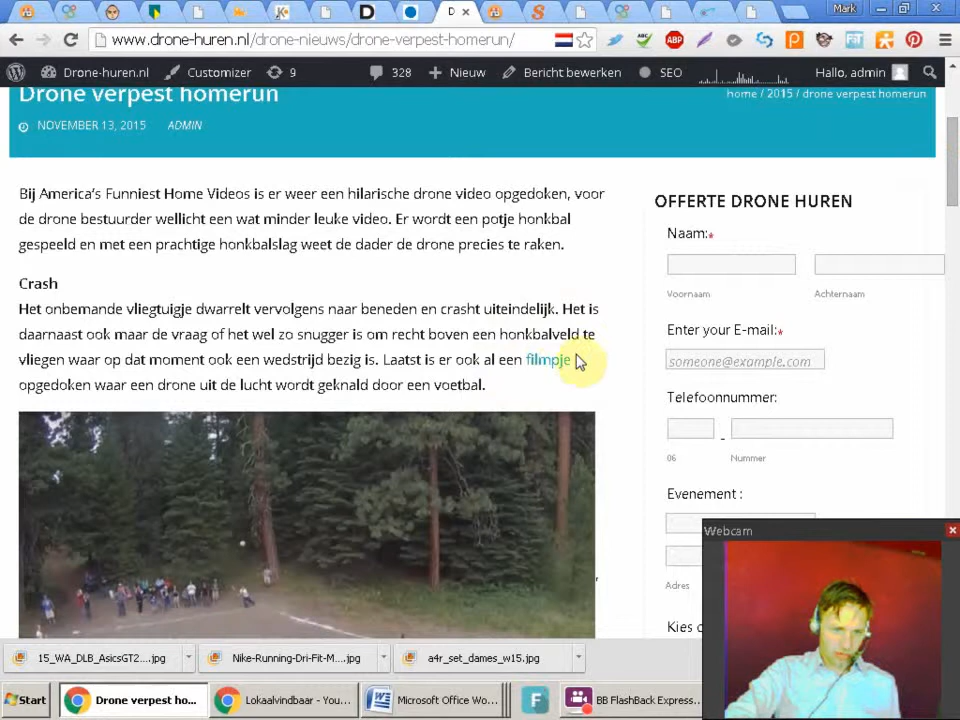 D
Mark
www.drone-huren.nl/drone-nieuws/drone-verpest-homerun/
ABP
Drone-huren.nl
Customizer
9
328
Nieuw
Bericht bewerken
SEO
Hallo, admin
Drone verpest homerun
home / 2015 / drone verpest homerun
NOVEMBER 13, 2015
ADMIN
Bij America's Funniest Home Videos is er weer een hilarische drone video opgedoken, voor
de drone bestuurder wellicht een wat minder leuke video. Er wordt een potje honkbal
gespeeld en met een prachtige honkbalslag weet de dader de drone precies te raken.
Crash
Het onbemande vliegtuigje dwarrelt vervolgens naar beneden en crasht uiteindelijk. Het is
daarnaast ook maar de vraag of het wel zo snugger is om recht boven een honkbalveld te
vliegen waar op dat moment ook een wedstrijd bezig is. Laatst is er ook al een filmpje
opgedoken waar een drone uit de lucht wordt geknald door een voetbal.
OFFERTE DRONE HUREN
Naam:*
Voornaam
Achternaam
Enter your E-mail:*
someone@example.com
Telefoonnummer:
-
06
Nummer
Evenement :
Adres
Kies o
Webcam
15_WA_DLB_AsicsGT2....jpg
Nike-Running-Dri-Fit-M....jpg
a4r_set_dames_w15.jpg
Start
Drone verpest ho...
Lokaalvindbaar - You...
Microsoft Office Wo...
F
BB FlashBack Express...